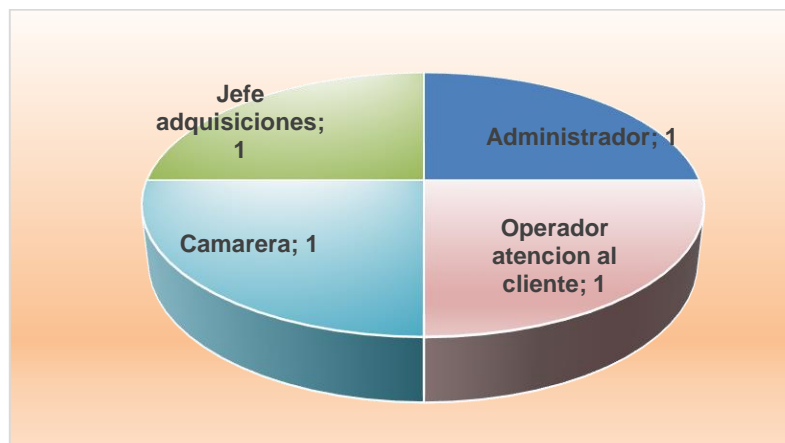 Jefe
adquisiciones;
1
Administrador; 1
Camarera; 1
Operador
atencion al
cliente; 1